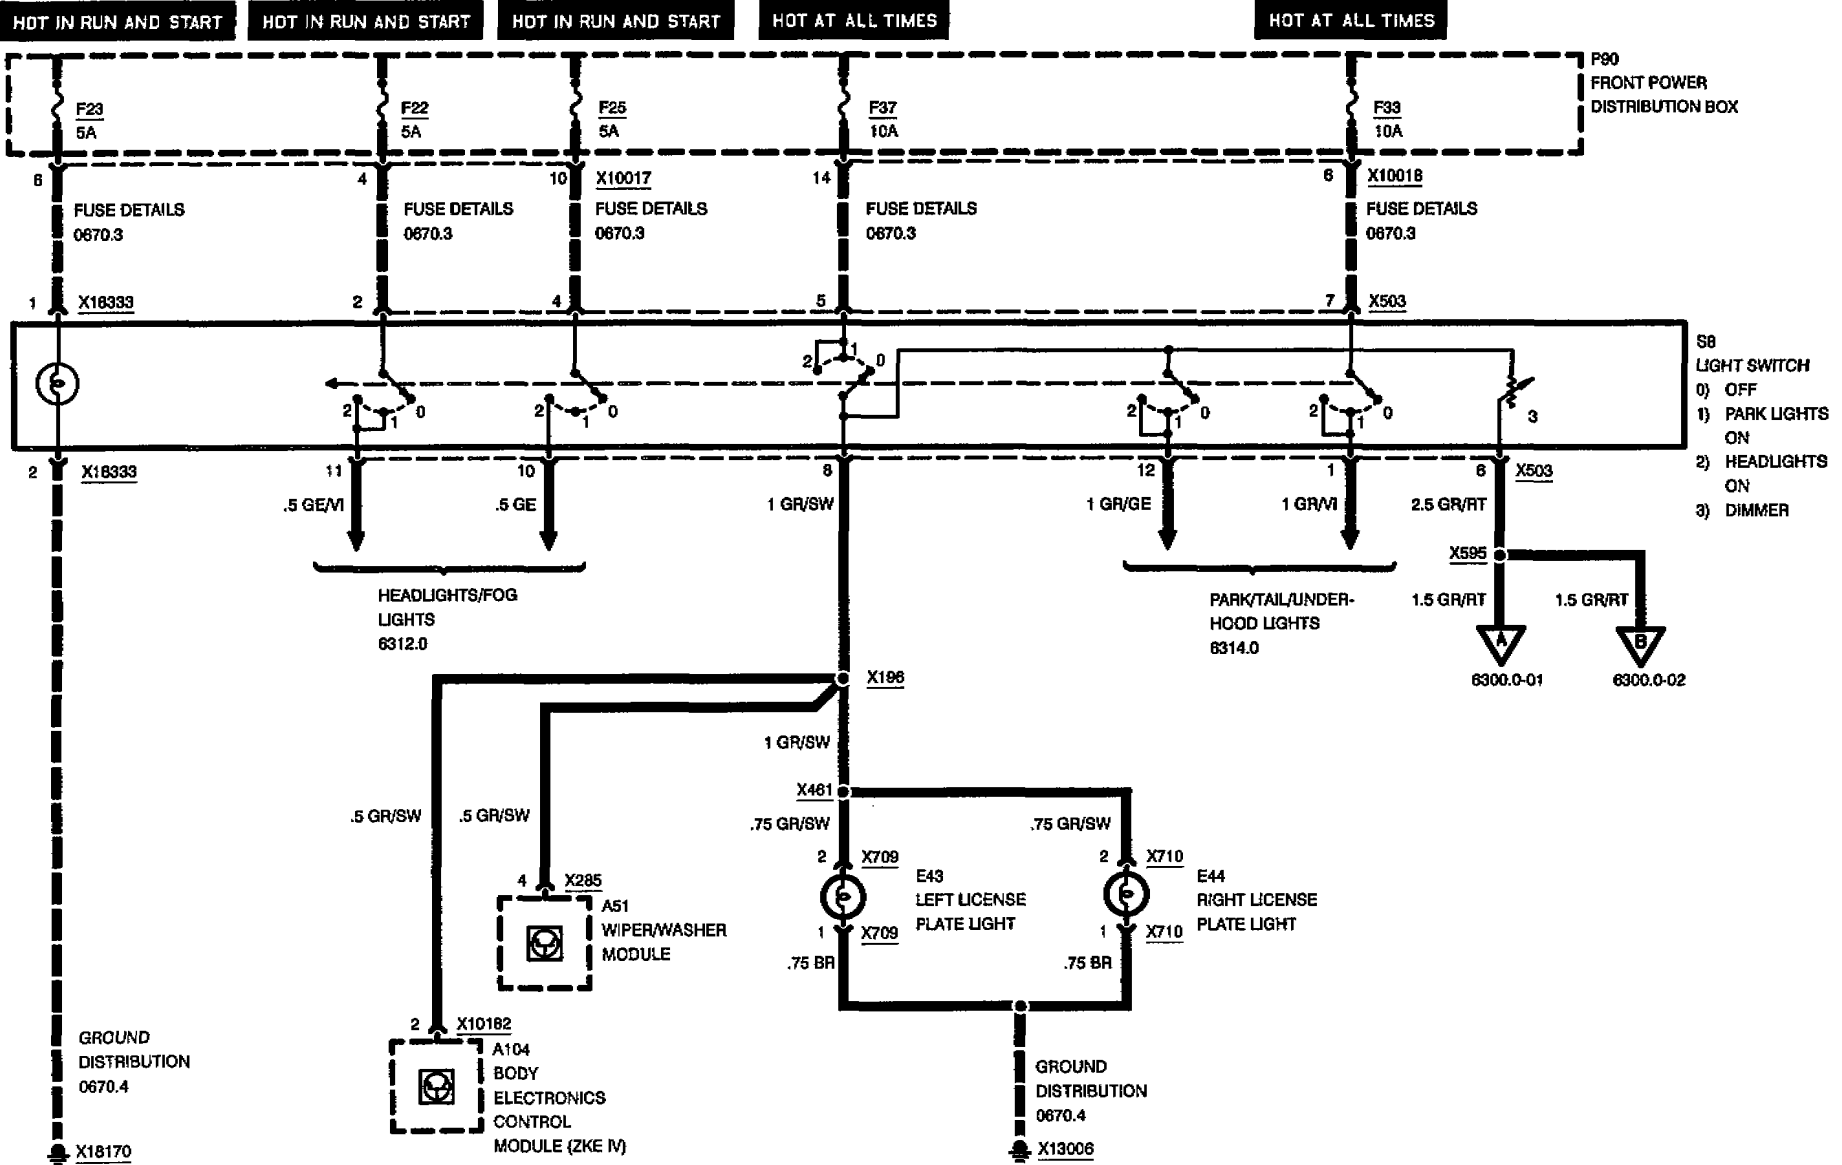 HOT IN RUN AND START
HOT IN RUN AND START
HOT IN RUN AND START
HOT AT ALL TIMES
HOT AT ALL TIMES
P90
FRONT POWER
DISTRIBUTION BOX
F23
5A
F22
5A
F25
5A
F37
10A
F33
10A
6
4
10
X10017
14
6
X10018
FUSE DETAILS
0670.3
FUSE DETAILS
0670.3
FUSE DETAILS
0670.3
FUSE DETAILS
0670.3
FUSE DETAILS
0670.3
1
X18333
2
4
5
7
X503
S8
LIGHT SWITCH
0) OFF
1) PARK LIGHTS
ON
2) HEADLIGHTS
ON
3) DIMMER
2
1
0
2
1
0
2
1
0
2
1
0
2
1
0
3
2
X18333
11
10
8
12
1
6
X503
.5 GE/VI
.5 GE
1 GR/SW
1 GR/GE
1 GR/VI
2.5 GR/RT
X595
HEADLIGHTS/FOG
LIGHTS
6312.0
PARK/TAIL/UNDER-
HOOD LIGHTS
6314.0
1.5 GR/RT
1.5 GR/RT
A
B
6300.0-01
6300.0-02
X196
1 GR/SW
X461
.5 GR/SW
.5 GR/SW
.75 GR/SW
.75 GR/SW
2
X709
2
X710
4
X285
E43
LEFT LICENSE
PLATE LIGHT
E44
RIGHT LICENSE
PLATE LIGHT
A51
WIPER/WASHER
MODULE
1
X709
1
X710
.75 BR
.75 BR
2
X10182
A104
BODY
ELECTRONICS
CONTROL
MODULE (ZKE IV)
GROUND
DISTRIBUTION
0670.4
GROUND
DISTRIBUTION
0670.4
X18170
X13006